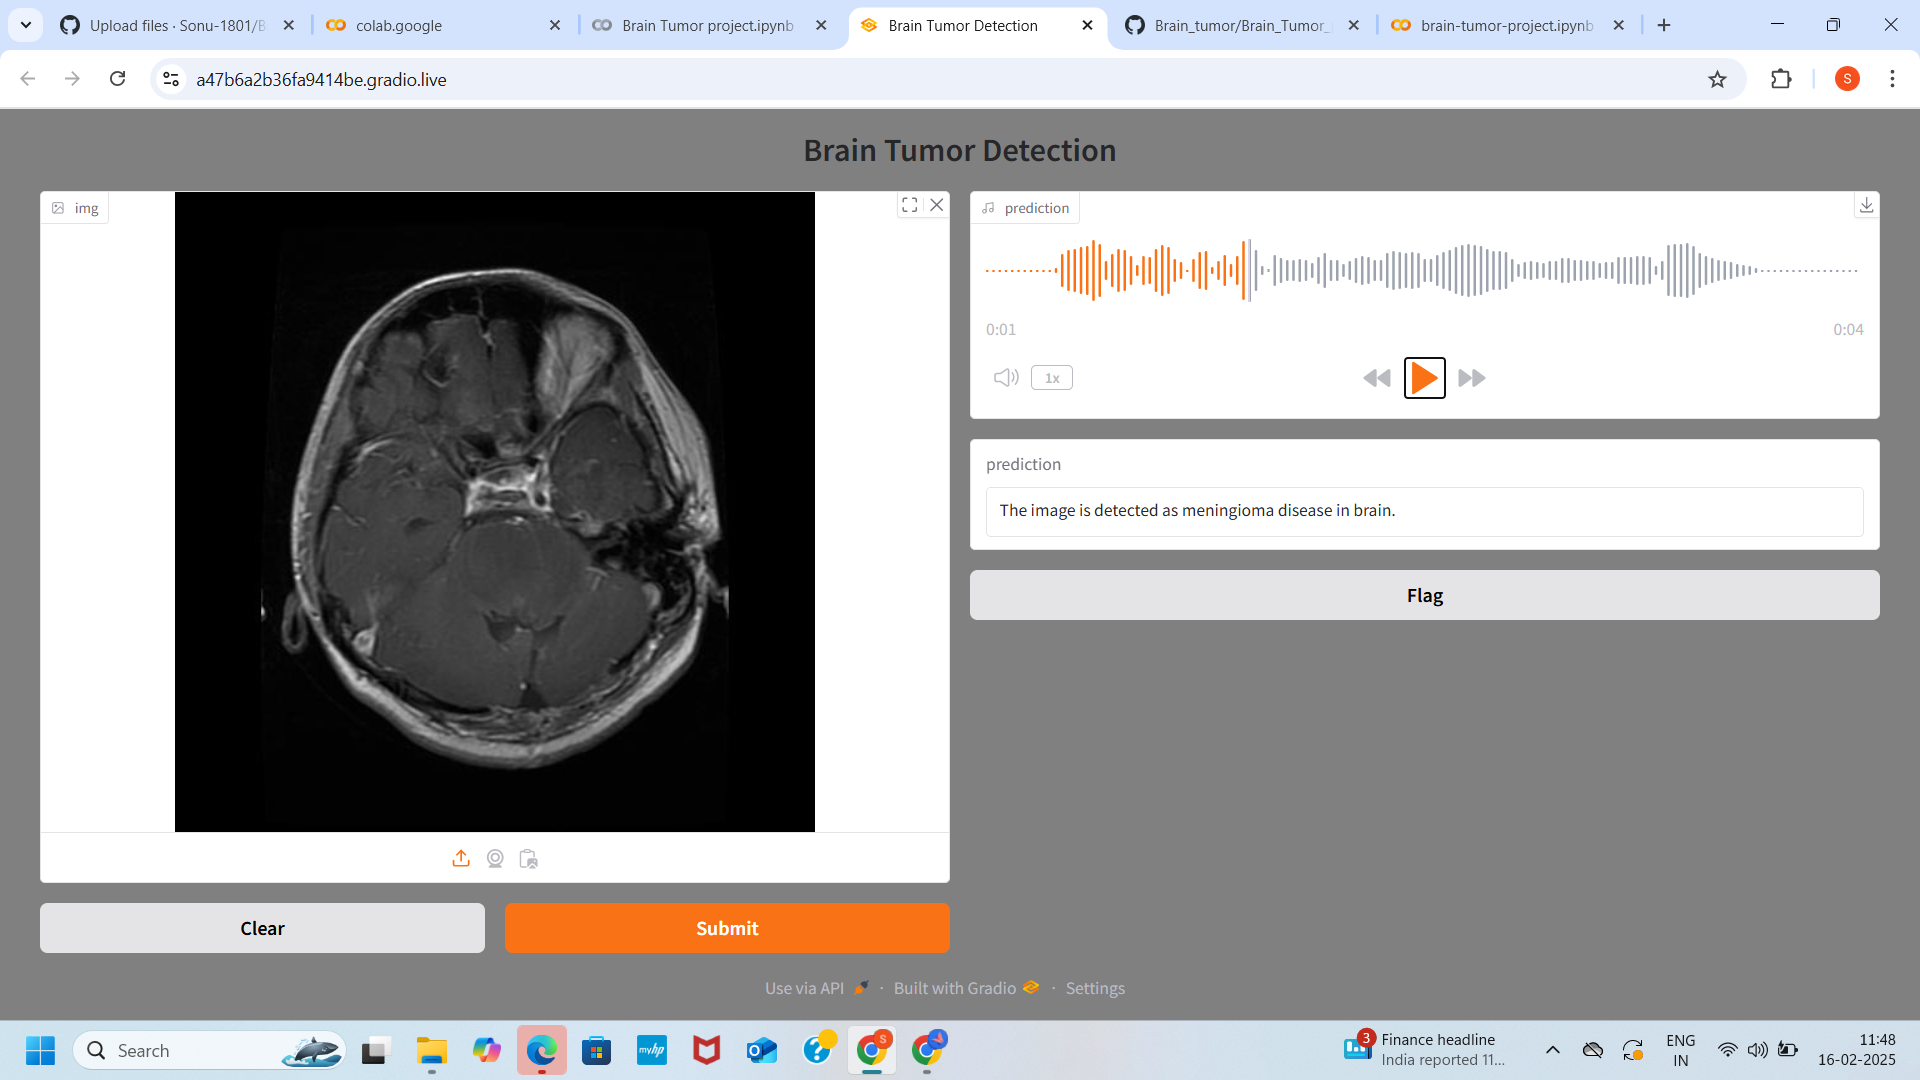 Upload files · Sonu-1801/B
colab.google
Brain Tumor project.ipynb
Brain Tumor Detection
Brain_tumor/Brain_Tumor_
brain-tumor-project.ipynb
a47b6a2b36fa9414be.gradio.live
S
Brain Tumor Detection
img
prediction
0:01
0:04
1x
prediction
The image is detected as meningioma disease in brain.
Flag
Clear
Submit
Use via API · Built with Gradio · Settings
Search
myhp
S
3
Finance headline
India reported 11...
ENG
IN
11:48
16-02-2025